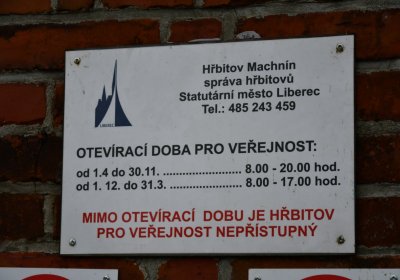 Hřbitov Machnín
správa hřbitovů
Statutární město Liberec
Tel.: 485 243 459
LIBEREC
OTEVÍRACÍ DOBA PRO VEŘEJNOST:
od 1.4 do 30.11. ......................... 8.00 - 20.00 hod.
od 1. 12. do 31.3. ....................... 8.00 - 17.00 hod.
MIMO OTEVÍRACÍ DOBU JE HŘBITOV
PRO VEŘEJNOST NEPŘÍSTUPNÝ